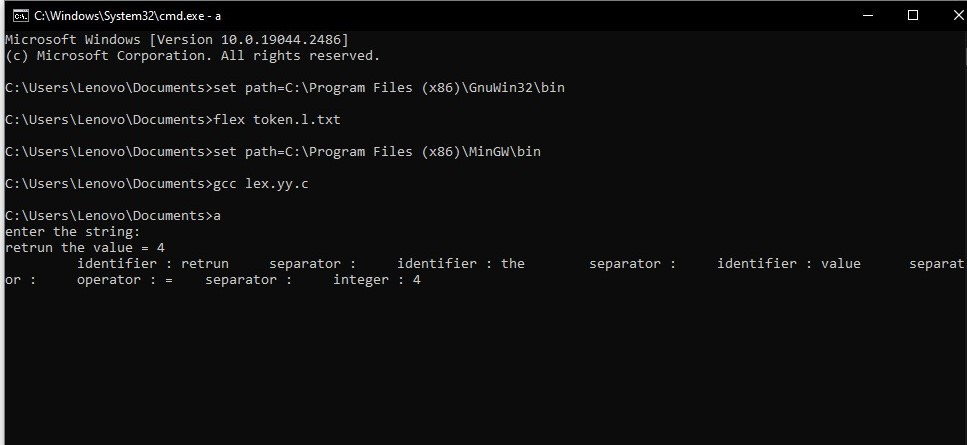 C:\Windows\System32\cmd.exe - a
Microsoft Windows [Version 10.0.19044.2486]
(c) Microsoft Corporation. All rights reserved.
C:\Users\Lenovo\Documents>set path=C:\Program Files (x86)\GnuWin32\bin
C:\Users\Lenovo\Documents>flex token.l.txt
C:\Users\Lenovo\Documents>set path=C:\Program Files (x86)\MinGW\bin
C:\Users\Lenovo\Documents>gcc lex.yy.c
C:\Users\Lenovo\Documents>a
enter the string:
retrun the value = 4
identifier : retrun separator : identifier : the separator : identifier : value separat
or : operator : = separator : integer : 4